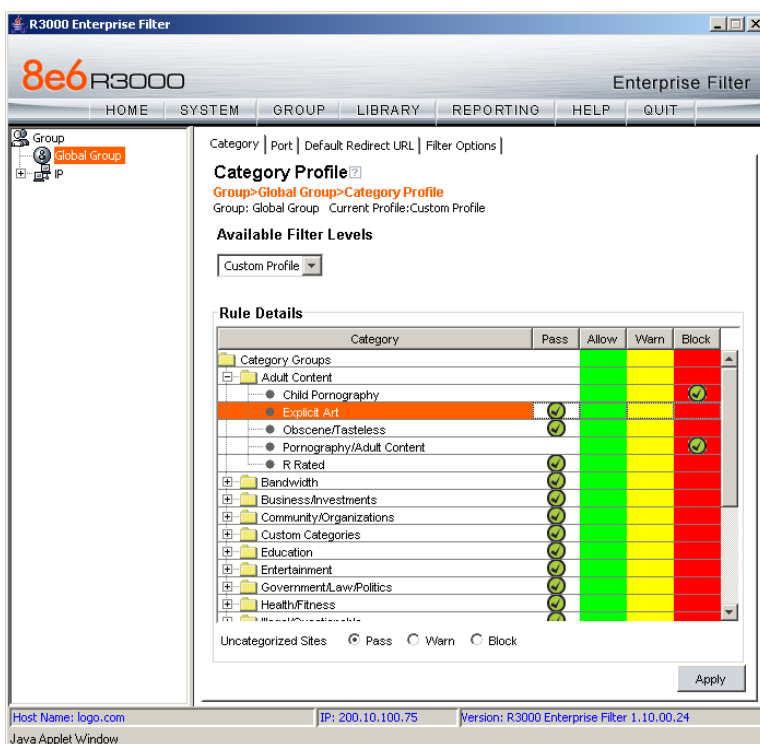 R3000 Enterprise Filter
8e6 R3000
Enterprise Filter
HOME SYSTEM GROUP LIBRARY REPORTING HELP QUIT
Group
Global Group
IP
Category Port Default Redirect URL Filter Options
Category Profile ?
Group>Global Group>Category Profile
Group: Global Group Current Profile:Custom Profile
Available Filter Levels
Custom Profile
Rule Details
Category Pass Allow Warn Block
Category Groups
Adult Content
Child Pornography
Explicit Art
Obscene/Tasteless
Pornography/Adult Content
R Rated
Bandwidth
Business/Investments
Community/Organizations
Custom Categories
Education
Entertainment
Government/Law/Politics
Health/Fitness
Uncategorized Sites Pass Warn Block
Apply
Host Name: logo.com IP: 200.10.100.75 Version: R3000 Enterprise Filter 1.10.00.24
Java Applet Window